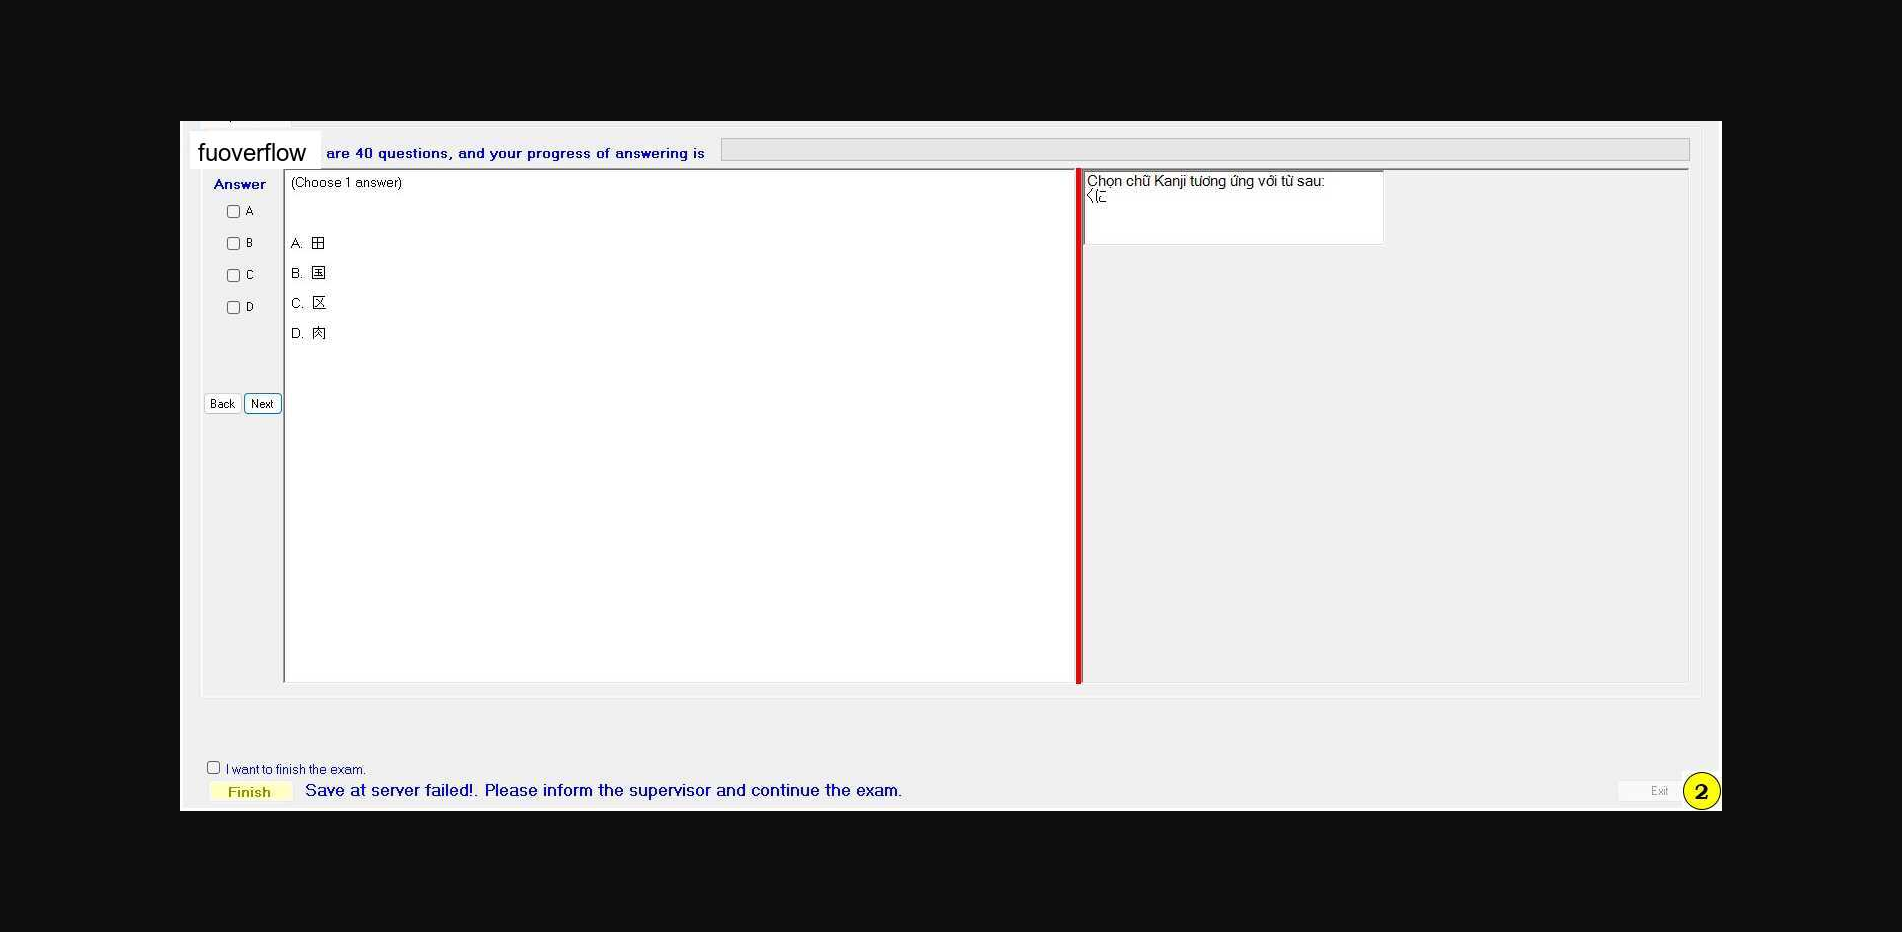 fuoverflow are 40 questions, and your progress of answering is
Answer
A
B
C
D
Back Next
(Choose 1 answer)
A. 田
B. 国
C. 区
D. 肉
Chọn chữ Kanji tương ứng với từ sau:
くに
I want to finish the exam.
Finish Save at server failed!. Please inform the supervisor and continue the exam.
Exit 2